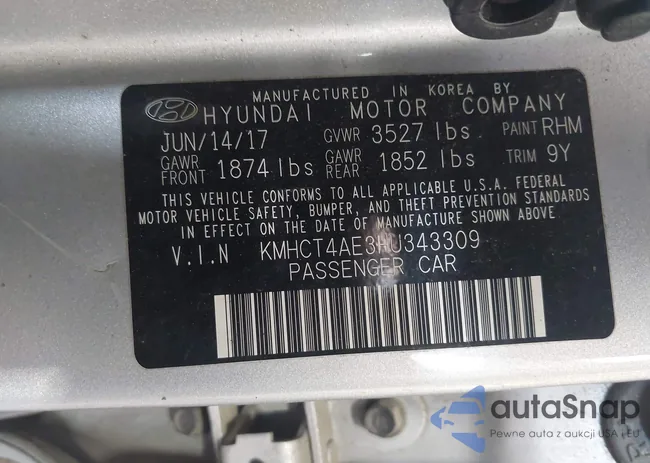 MANUFACTURED IN KOREA BY
HYUNDAI MOTOR COMPANY
JUN/14/17 GVWR 3527 lbs PAINT RHM
GAWR FRONT 1874 lbs GAWR REAR 1852 lbs TRIM 9Y
THIS VEHICLE CONFORMS TO ALL APPLICABLE U.S.A. FEDERAL
MOTOR VEHICLE SAFETY, BUMPER, AND THEFT PREVENTION STANDARDS
IN EFFECT ON THE DATE OF MANUFACTURE SHOWN ABOVE.
V.I.N KMHCT4AE3HU343309
PASSENGER CAR
autaSnap
Pewne auta z aukcji USA i EU